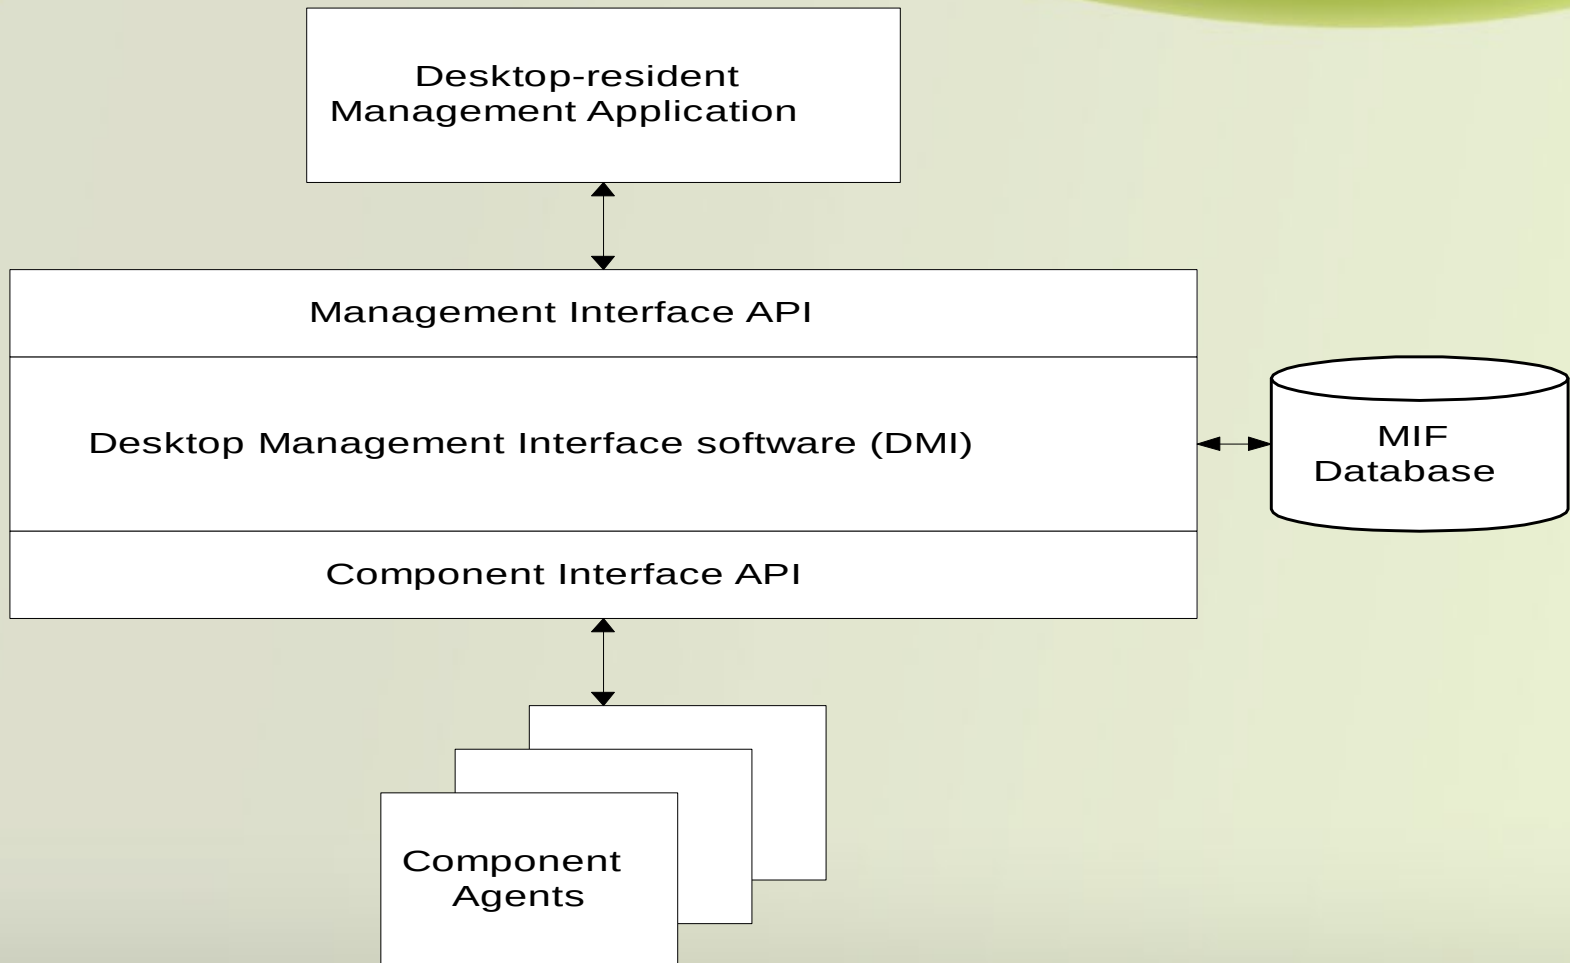 Desktop-resident
Management Application
Management Interface API
Desktop Management Interface software (DMI)
MIF
Database
Component Interface API
Component
Agents